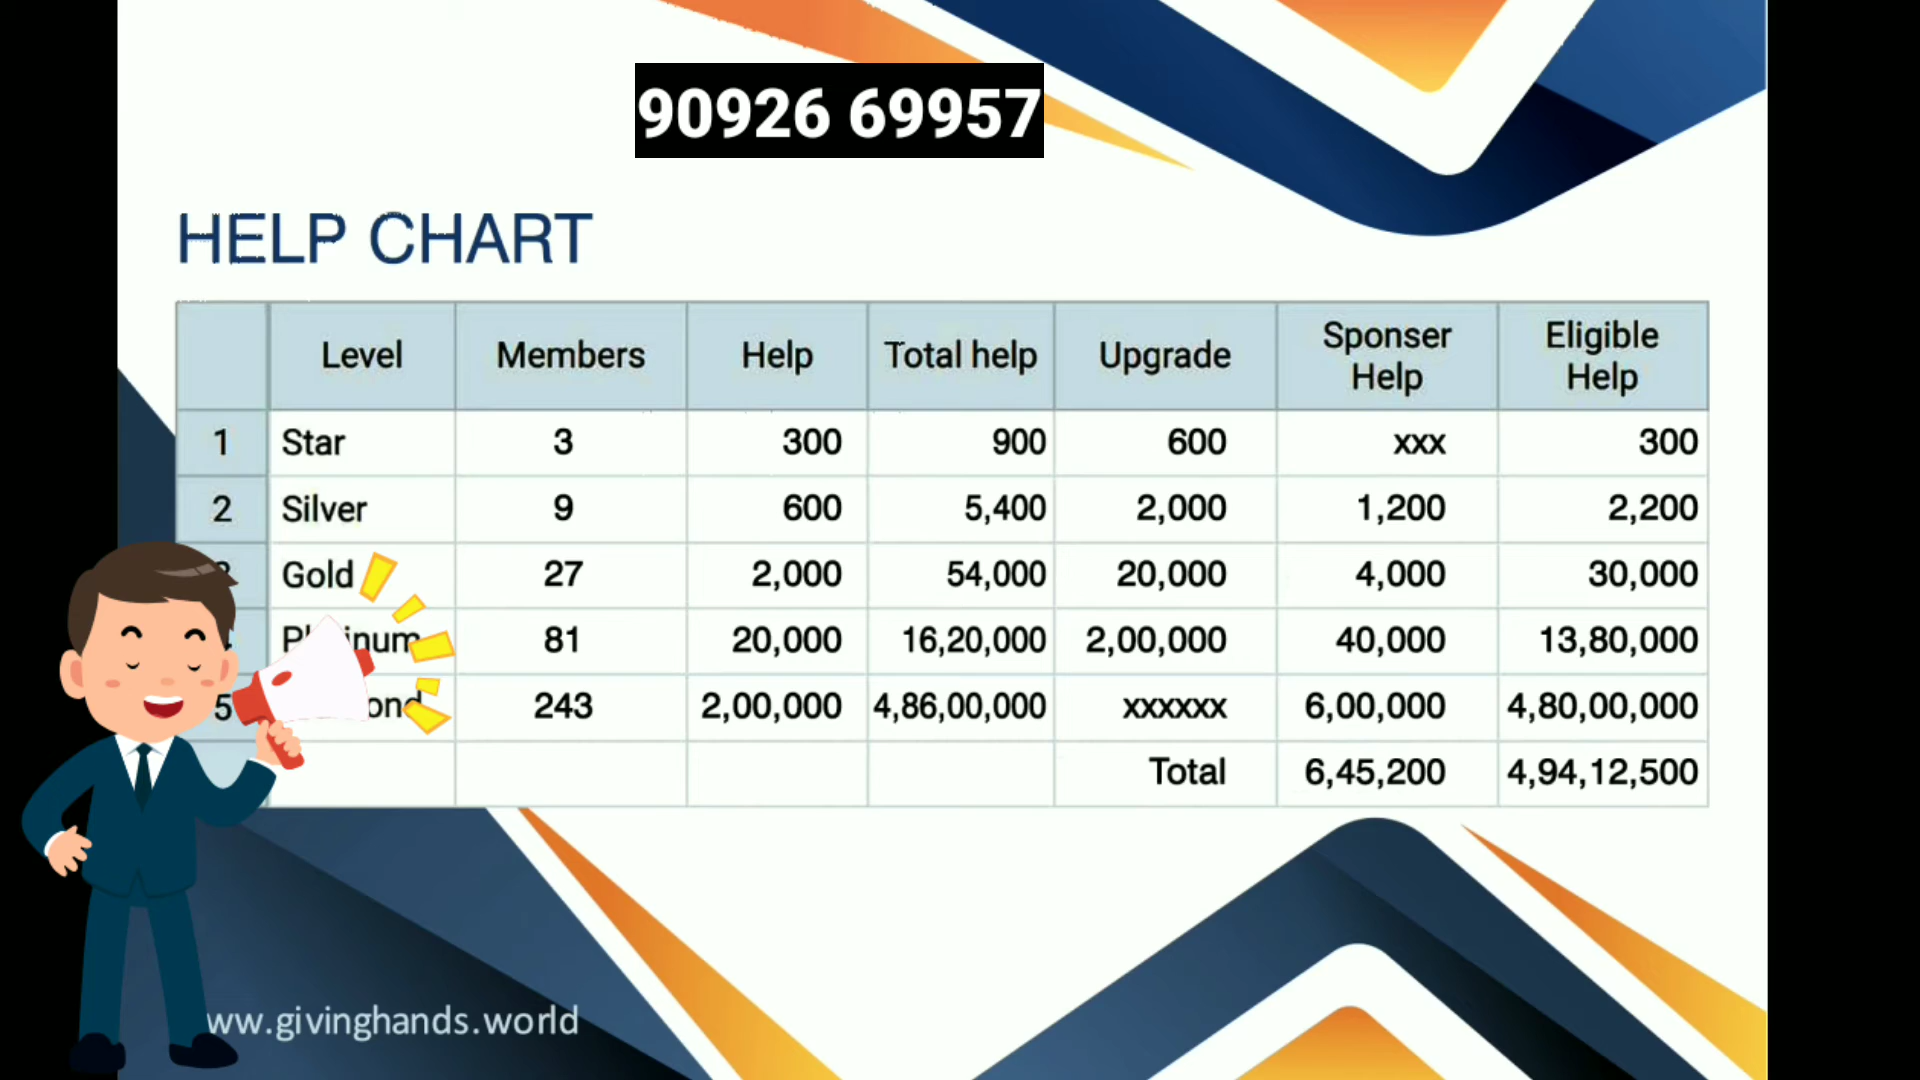 90926 69957
HELP CHART
Level Members Help Total help Upgrade Sponser Help Eligible Help
1 Star 3 300 900 600 xxx 300
2 Silver 9 600 5,400 2,000 1,200 2,200
Gold 27 2,000 54,000 20,000 4,000 30,000
81 20,000 16,20,000 2,00,000 40,000 13,80,000
5 243 2,00,000 4,86,00,000 xxxxxx 6,00,000 4,80,00,000
Total 6,45,200 4,94,12,500
ww.givinghands.world